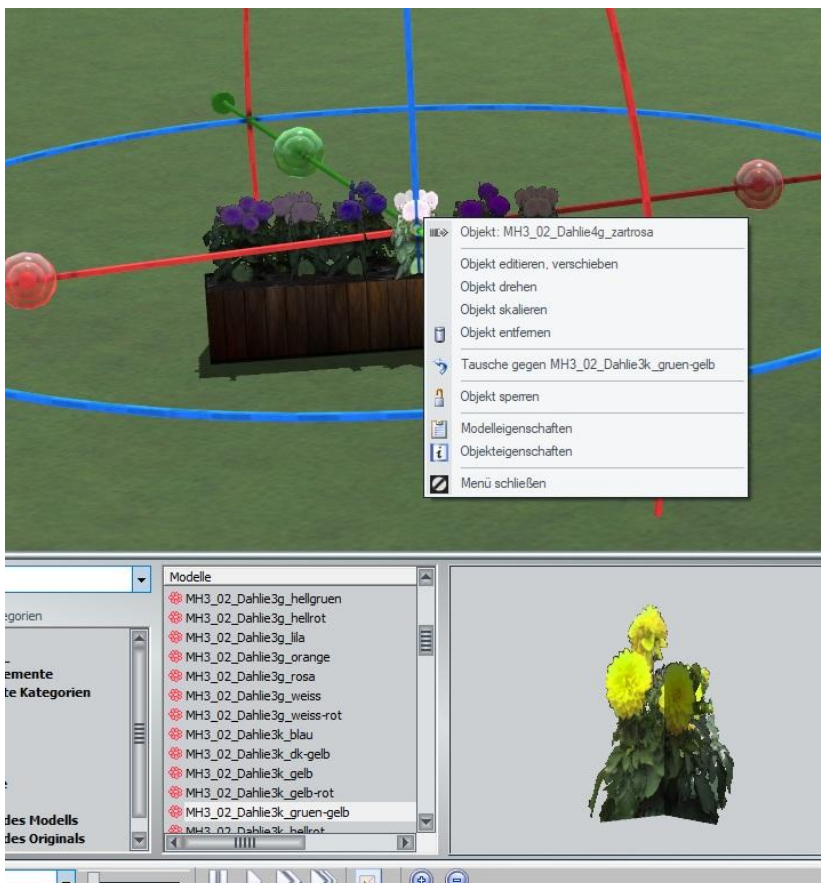 Objekt: MH3_02_Dahlie4g_zartrosa
Objekt editieren, verschieben
Objekt drehen
Objekt skalieren
Objekt entfernen
Tausche gegen MH3_02_Dahlie3k_gruen-gelb
Objekt sperren
Modelleigenschaften
Objekteigenschaften
Menü schließen
egorien
emente
te Kategorien
des Modells
des Originals
Modelle
MH3_02_Dahlie3g_hellgruen
MH3_02_Dahlie3g_hellrot
MH3_02_Dahlie3g_lila
MH3_02_Dahlie3g_orange
MH3_02_Dahlie3g_rosa
MH3_02_Dahlie3g_weiss
MH3_02_Dahlie3g_weiss-rot
MH3_02_Dahlie3k_blau
MH3_02_Dahlie3k_dk-gelb
MH3_02_Dahlie3k_gelb
MH3_02_Dahlie3k_gelb-rot
MH3_02_Dahlie3k_gruen-gelb
MH3_02_Dahlie3k_hellrot